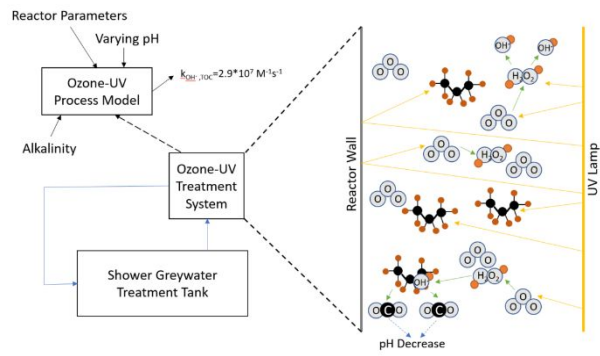 Reactor Parameters
Varying pH
Ozone-UV
Process Model
k_OH·,TOC=2.9*10⁷ M⁻¹s⁻¹
Alkalinity
Ozone-UV
Treatment
System
Shower Greywater
Treatment Tank
Reactor Wall
UV Lamp
O O O
OH
OH
H₂O₂
O O O
O O O
H₂O₂
O O O
O O O
O O O
OH
H₂O₂
O C O
O C O
O O O
pH Decrease